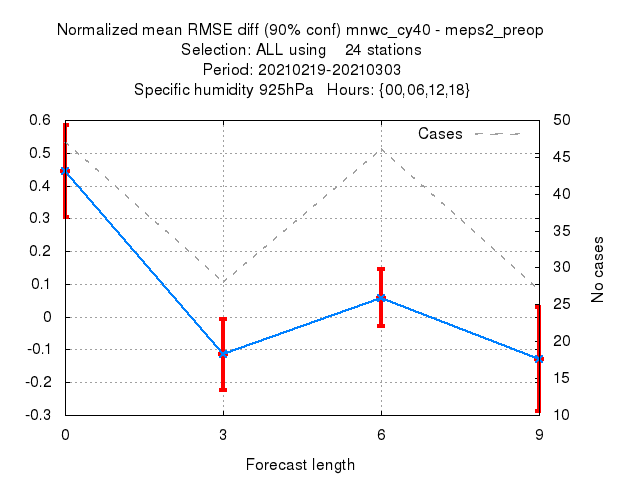 Normalized mean RMSE diff (90% conf) mnwc_cy40 - meps2_preop
Selection: ALL using    24 stations
Period: 20210219-20210303
Specific humidity 925hPa   Hours: {00,06,12,18}
Cases
0.6
0.5
0.4
0.3
0.2
0.1
0
-0.1
-0.2
-0.3
50
45
40
35
30
25
20
15
10
No cases
0 3 6 9
Forecast length